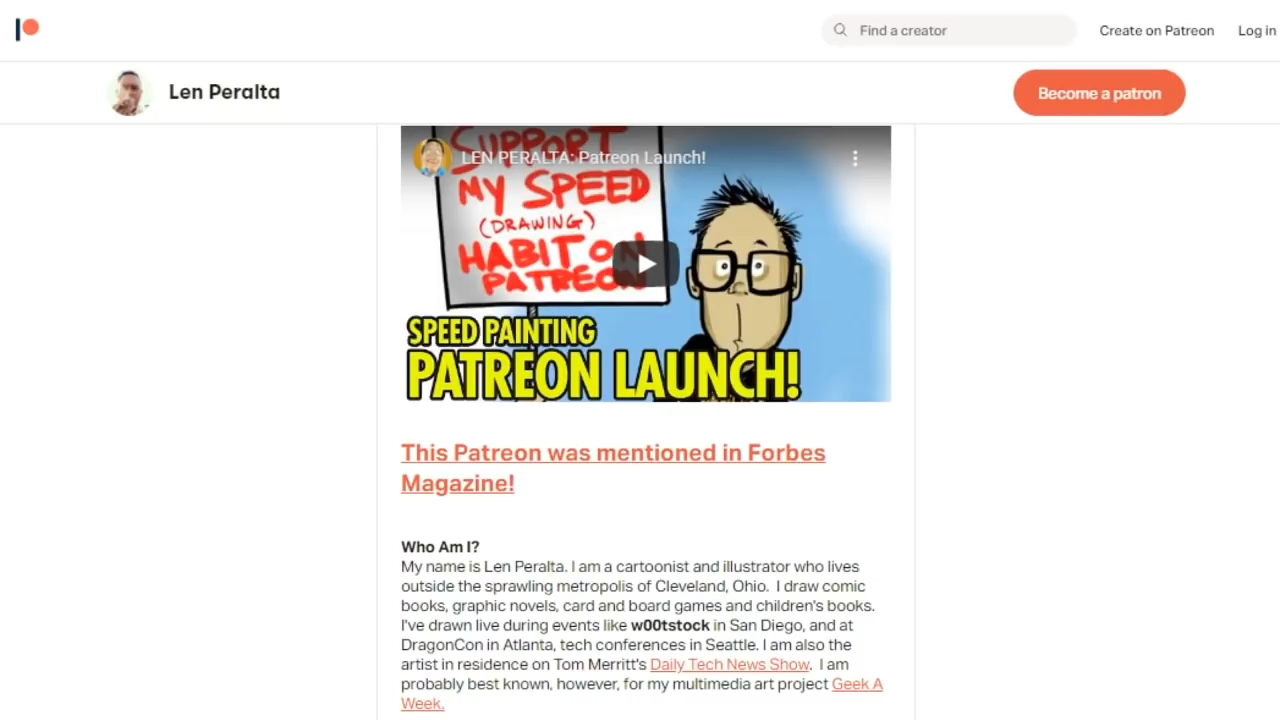 Find a creator
Create on Patreon
Log in
Len Peralta
Become a patron
SUPPORT
LEN PERALTA: Patreon Launch!
MY SPEED
(DRAWING)
HABIT ON
PATREON
SPEED PAINTING
PATREON LAUNCH!
This Patreon was mentioned in Forbes
Magazine!
Who Am I?
My name is Len Peralta. I am a cartoonist and illustrator who lives
outside the sprawling metropolis of Cleveland, Ohio.  I draw comic
books, graphic novels, card and board games and children's books.
I've drawn live during events like w00tstock in San Diego, and at
DragonCon in Atlanta, tech conferences in Seattle. I am also the
artist in residence on Tom Merritt's Daily Tech News Show.  I am
probably best known, however, for my multimedia art project Geek A
Week.